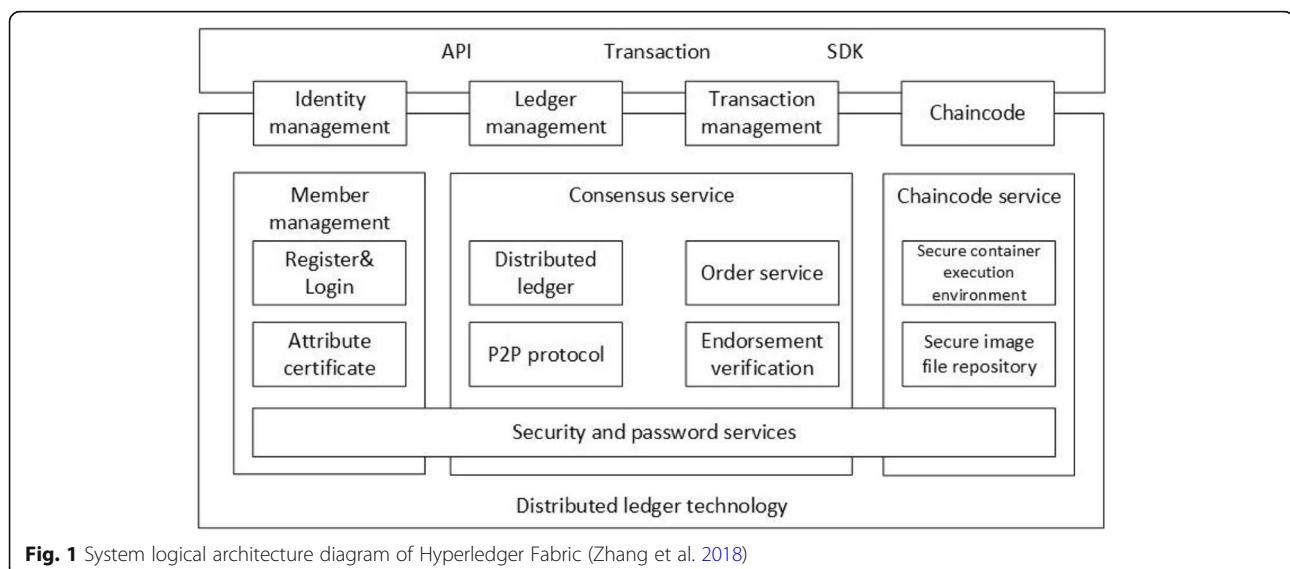 API Transaction SDK
Identity
management
Ledger
management
Transaction
management
Chaincode
Member
management
Register&
Login
Attribute
certificate
Consensus service
Distributed
ledger
Order service
P2P protocol
Endorsement
verification
Chaincode service
Secure container
execution
environment
Secure image
file repository
Security and password services
Distributed ledger technology
Fig. 1 System logical architecture diagram of Hyperledger Fabric (Zhang et al. 2018)